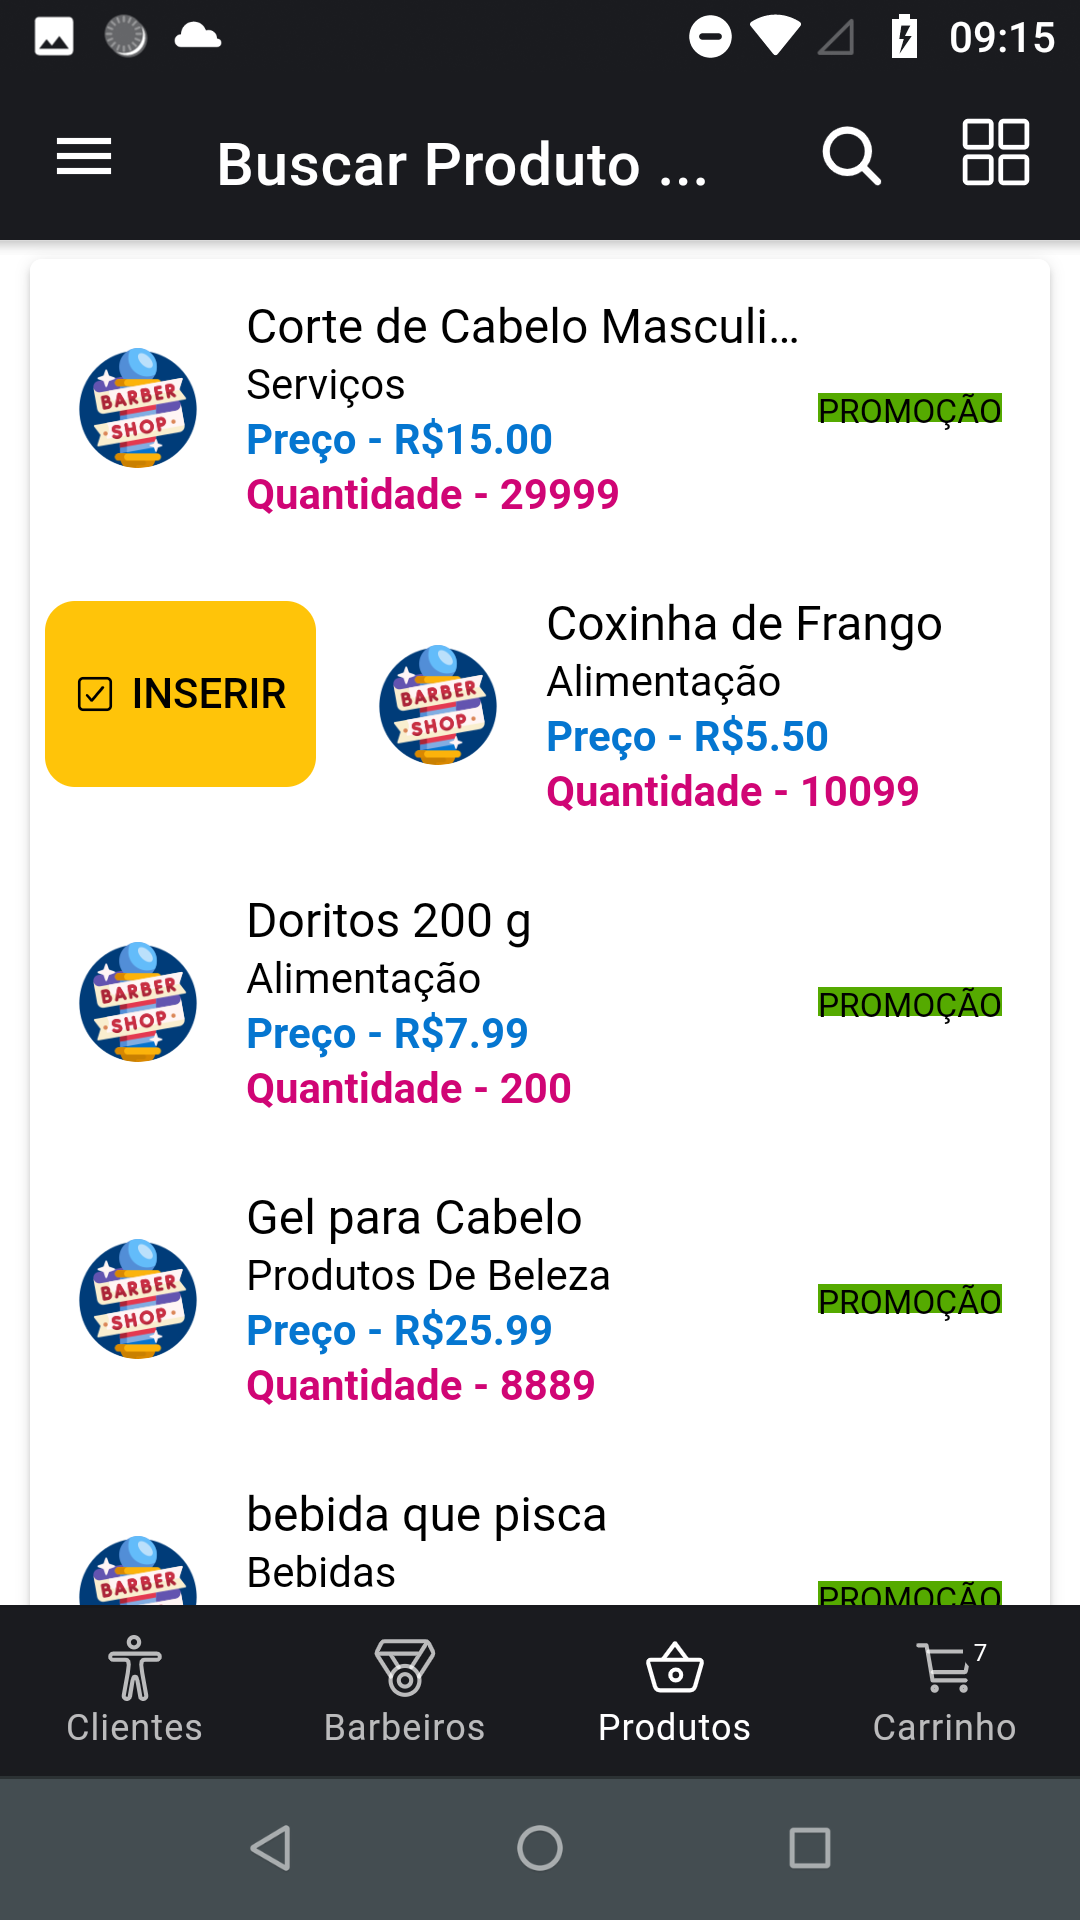 09:15
Buscar Produto ...
Corte de Cabelo Masculi...
Serviços
Preço - R$15.00
Quantidade - 29999
PROMOÇÃO
BARBER
SHOP
INSERIR
Coxinha de Frango
Alimentação
Preço - R$5.50
Quantidade - 10099
BARBER
SHOP
Doritos 200 g
Alimentação
Preço - R$7.99
Quantidade - 200
PROMOÇÃO
BARBER
SHOP
Gel para Cabelo
Produtos De Beleza
Preço - R$25.99
Quantidade - 8889
PROMOÇÃO
BARBER
SHOP
bebida que pisca
Bebidas
PROMOÇÃO
BARBER
7
Clientes
Barbeiros
Produtos
Carrinho